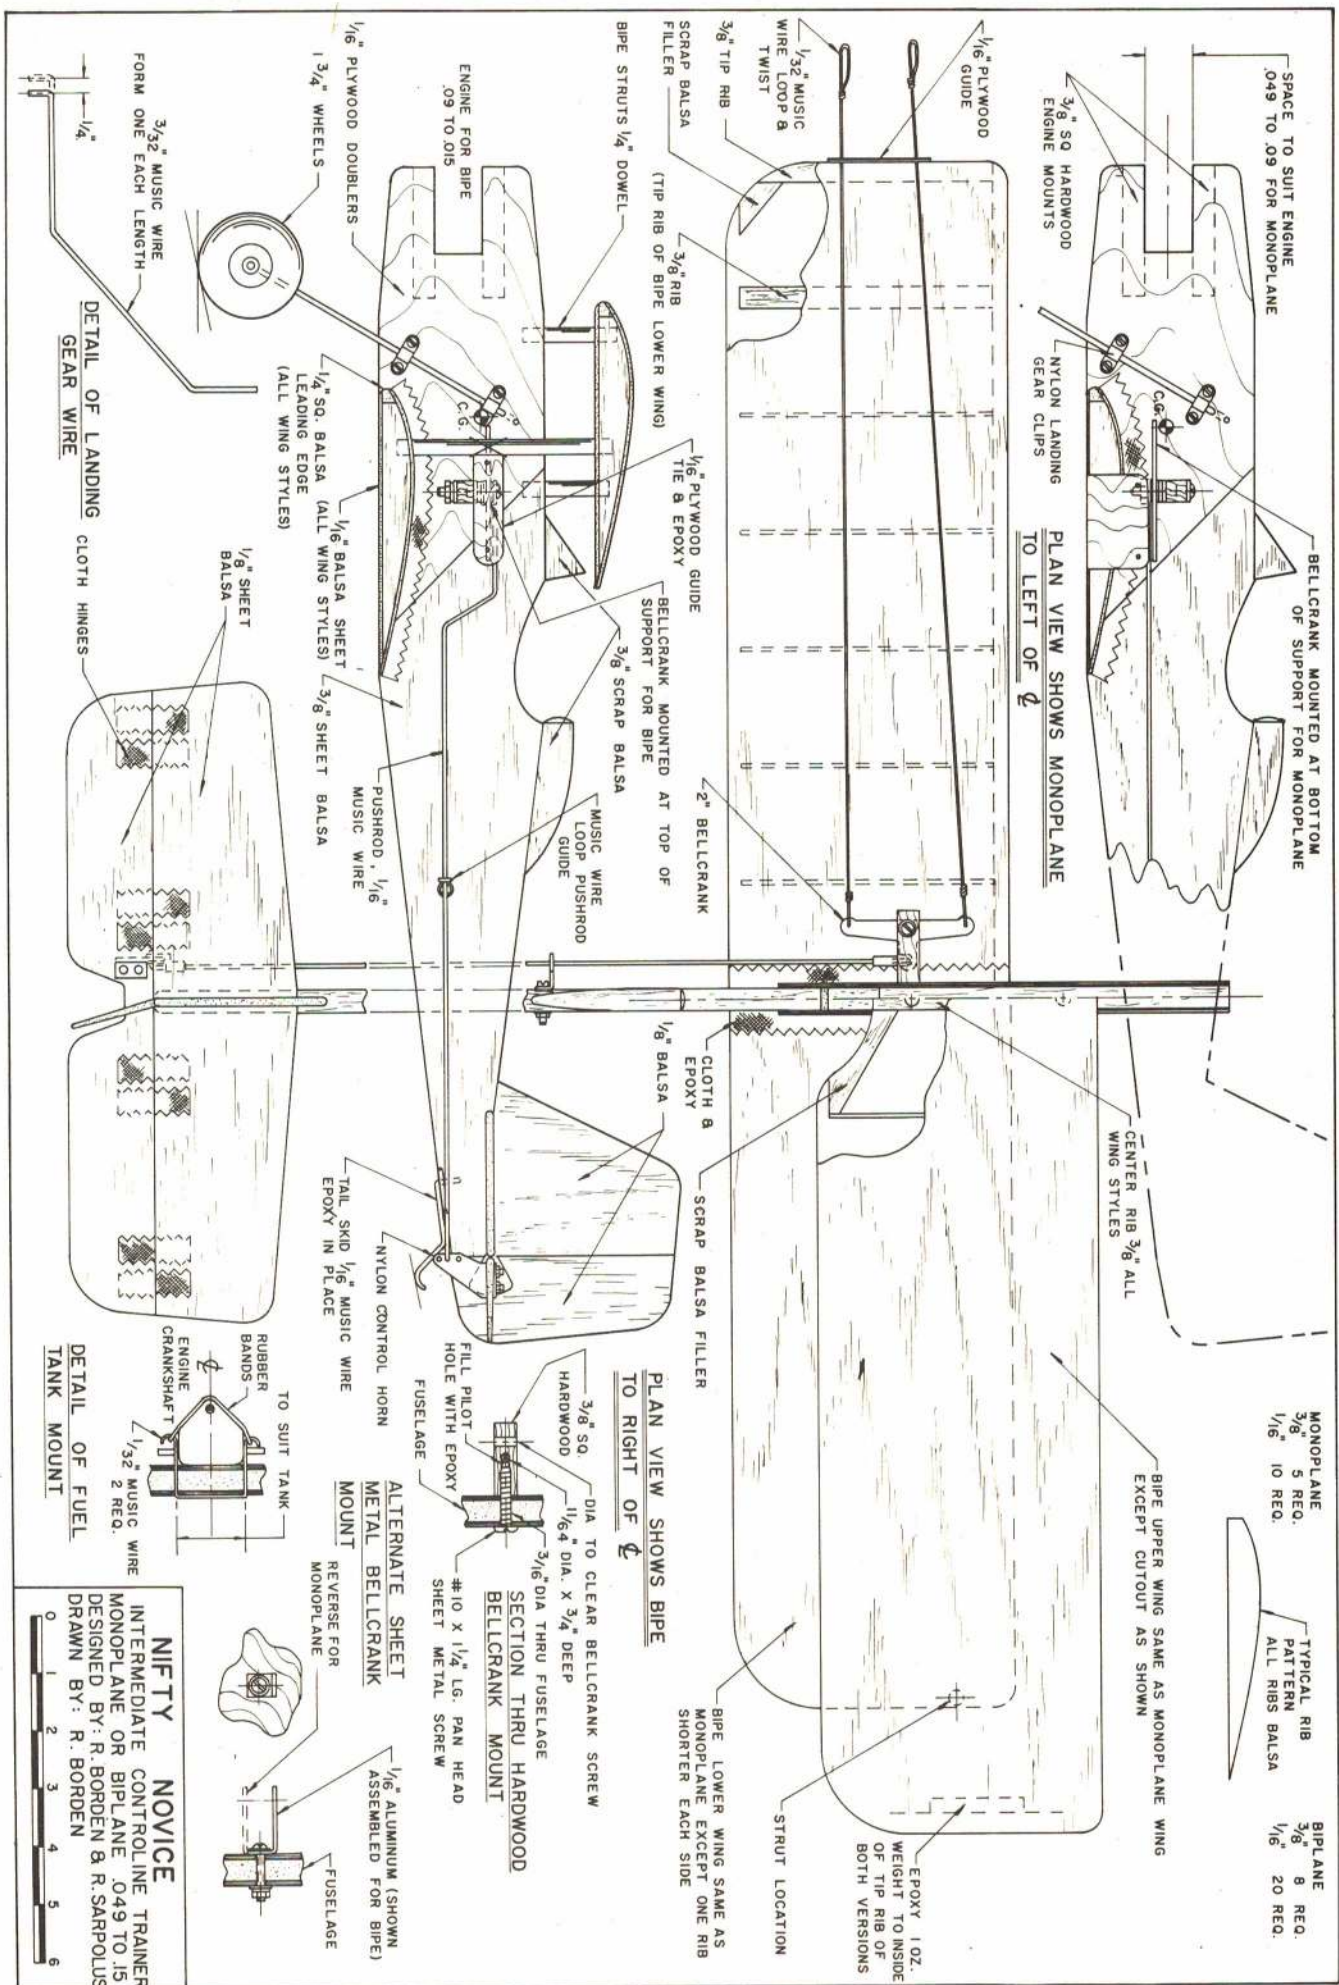 SPACE TO SUIT ENGINE
.049 TO .09 FOR MONOPLANE
3/8" SQ HARDWOOD
ENGINE MOUNTS
NYLON LANDING
GEAR CLIPS
C.G.
BELLCRANK MOUNTED AT BOTTOM
OF SUPPORT FOR MONOPLANE
PLAN VIEW SHOWS MONOPLANE
TO LEFT OF ℄
MONOPLANE
3/8" 5 REQ.
1/16" 10 REQ.
TYPICAL RIB
PATTERN
ALL RIBS BALSA
BIPLANE
3/8" 8 REQ.
1/16" 20 REQ.
1/16" PLYWOOD
GUIDE
1/32" MUSIC
WIRE LOOP &
TWIST
3/8" TIP RIB
SCRAP BALSA
FILLER
3/8" RIB
(TIP RIB OF BIPE LOWER WING)
2" BELLCRANK
CLOTH &
EPOXY
SCRAP BALSA FILLER
CENTER RIB 3/8" ALL
WING STYLES
BIPE UPPER WING SAME AS MONOPLANE WING
EXCEPT CUTOUT AS SHOWN
EPOXY 1 OZ.
WEIGHT TO INSIDE
OF TIP RIB OF
BOTH VERSIONS
STRUT LOCATION
BIPE LOWER WING SAME AS
MONOPLANE EXCEPT ONE RIB
SHORTER EACH SIDE
PLAN VIEW SHOWS BIPE
TO RIGHT OF ℄
BIPE STRUTS 1/4" DOWEL
ENGINE FOR BIPE
.09 TO .015
1/16" PLYWOOD DOUBLERS
1 3/4" WHEELS
C.G.
1/16" PLYWOOD GUIDE
TIE & EPOXY
BELLCRANK MOUNTED AT TOP OF
SUPPORT FOR BIPE
3/8" SCRAP BALSA
1/4" SQ. BALSA
LEADING EDGE
(ALL WING STYLES)
1/16" BALSA SHEET
(ALL WING STYLES)
3/8" SHEET BALSA
PUSHROD, 1/16"
MUSIC WIRE
MUSIC WIRE
LOOP PUSHROD
GUIDE
1/8" BALSA
TAIL SKID 1/16" MUSIC WIRE
EPOXY IN PLACE
NYLON CONTROL HORN
1/4"
3/32" MUSIC WIRE
FORM ONE EACH LENGTH
DETAIL OF LANDING
GEAR WIRE
CLOTH HINGES
1/8" SHEET
BALSA
3/8" SQ.
HARDWOOD
FILL PILOT
HOLE WITH EPOXY
FUSELAGE
DIA TO CLEAR BELLCRANK SCREW
11/64" DIA. X 3/4" DEEP
3/16" DIA THRU FUSELAGE
#10 X 1 1/4" LG. PAN HEAD
SHEET METAL SCREW
SECTION THRU HARDWOOD
BELLCRANK MOUNT
ALTERNATE SHEET
METAL BELLCRANK
MOUNT
1/16" ALUMINUM (SHOWN
ASSEMBLED FOR BIPE)
REVERSE FOR
MONOPLANE
FUSELAGE
TO SUIT TANK
RUBBER
BANDS
℄
ENGINE
CRANKSHAFT
1/32" MUSIC WIRE
2 REQ.
DETAIL OF FUEL
TANK MOUNT
NIFTY NOVICE
INTERMEDIATE CONTROLINE TRAINER
MONOPLANE OR BIPLANE .049 TO .15
DESIGNED BY: R. BORDEN & R. SARPOLUS
DRAWN BY: R. BORDEN
0 1 2 3 4 5 6